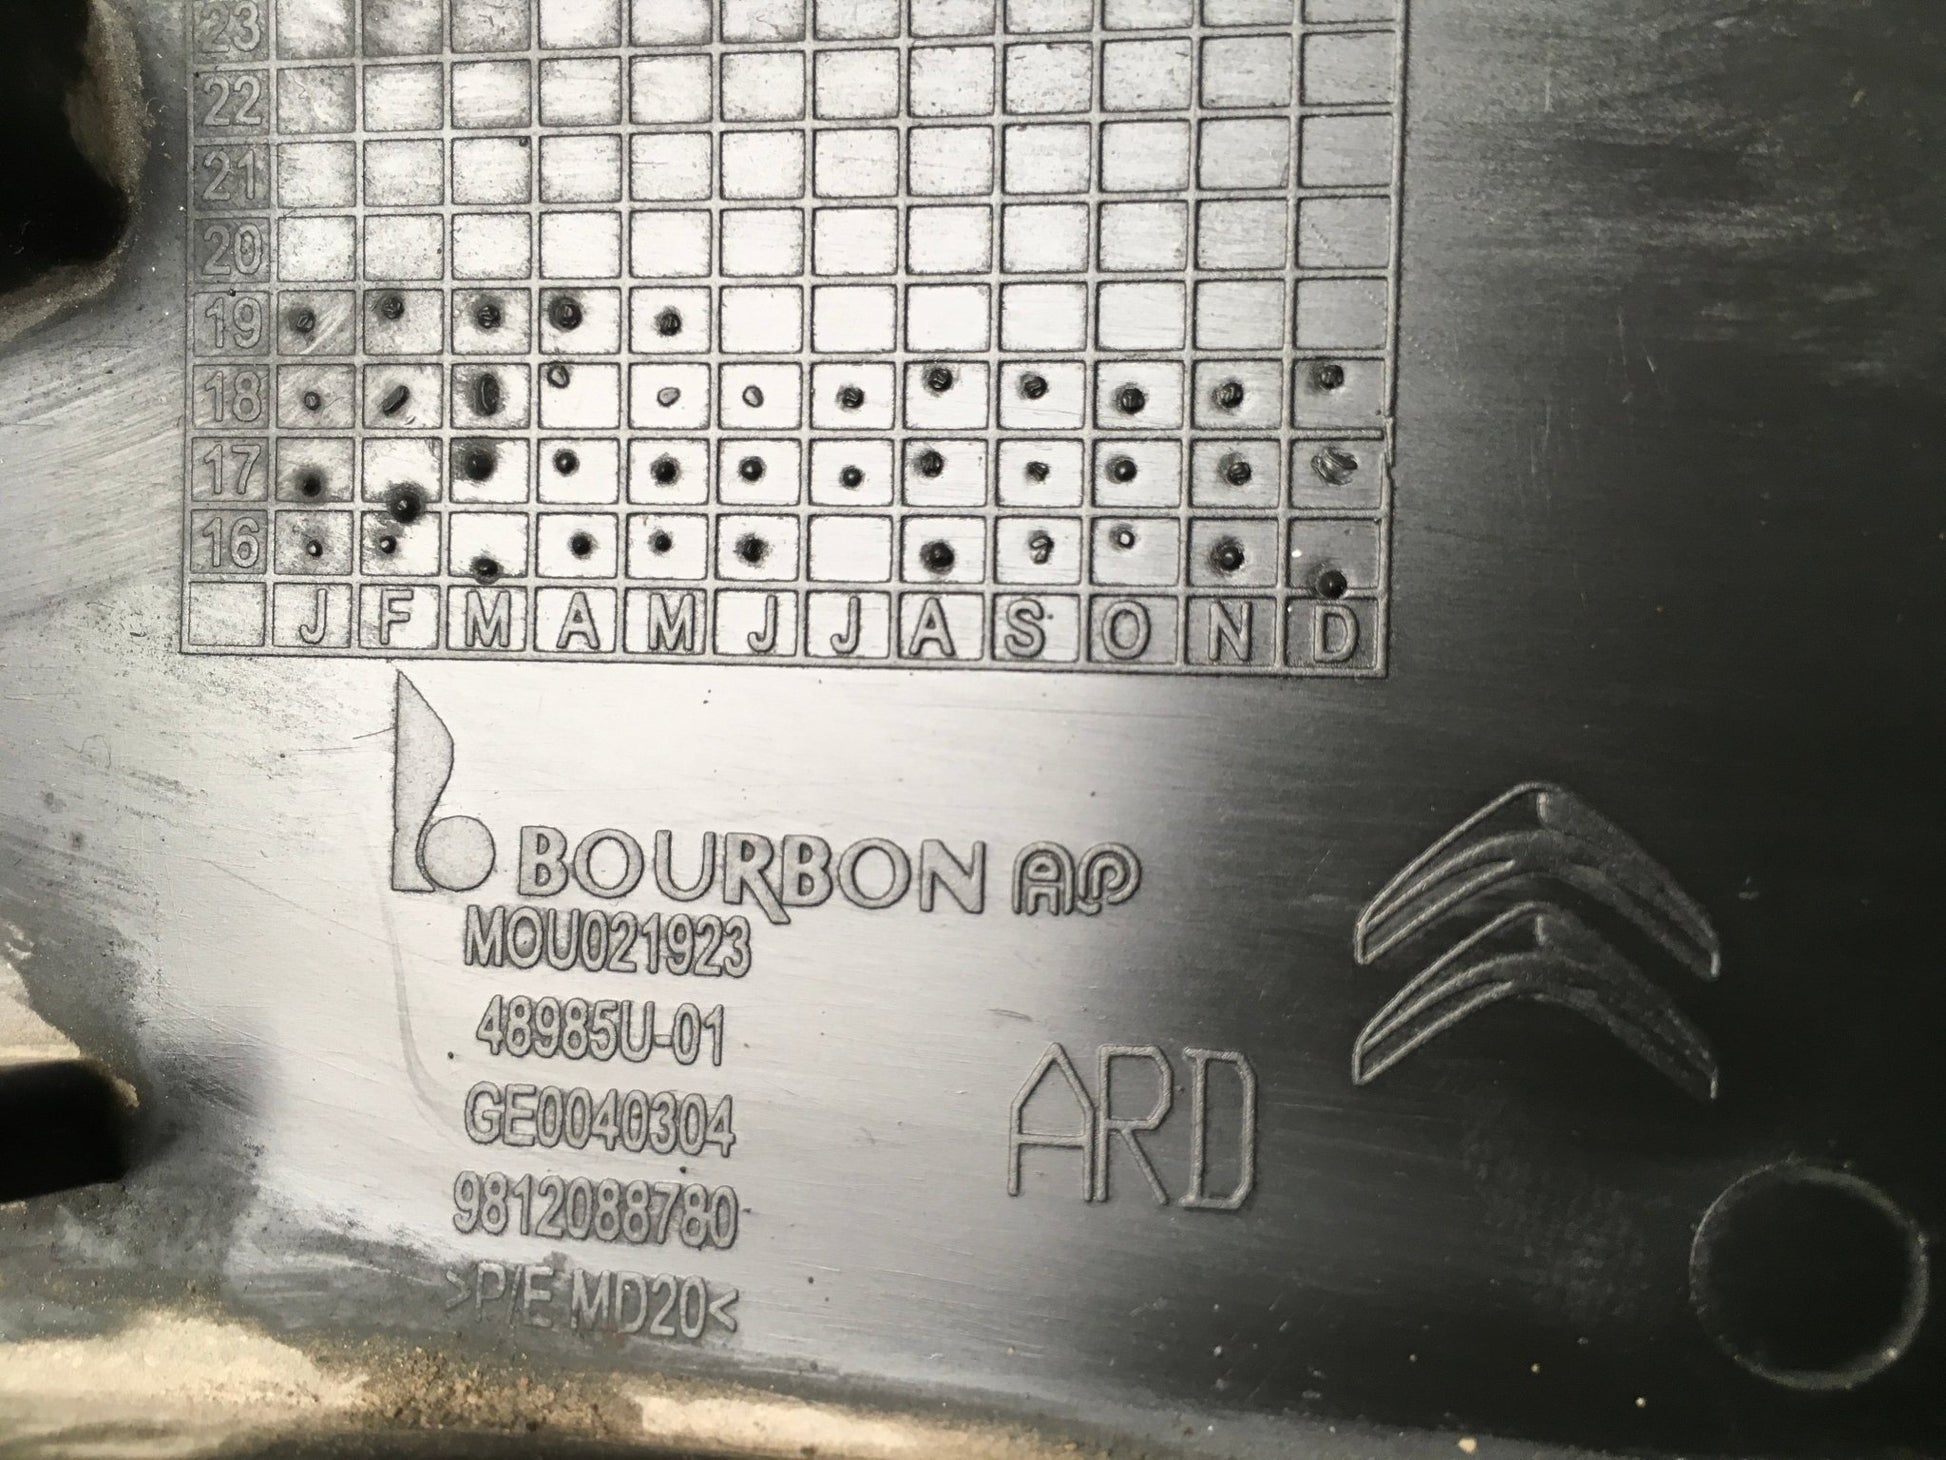 23
22
21
20
19
18
17
16
J F M A M J J A S O N D
BOURBON AP
MOU021923
48985U-01
GE0040304
9812088780
>P/E MD20<
ARD